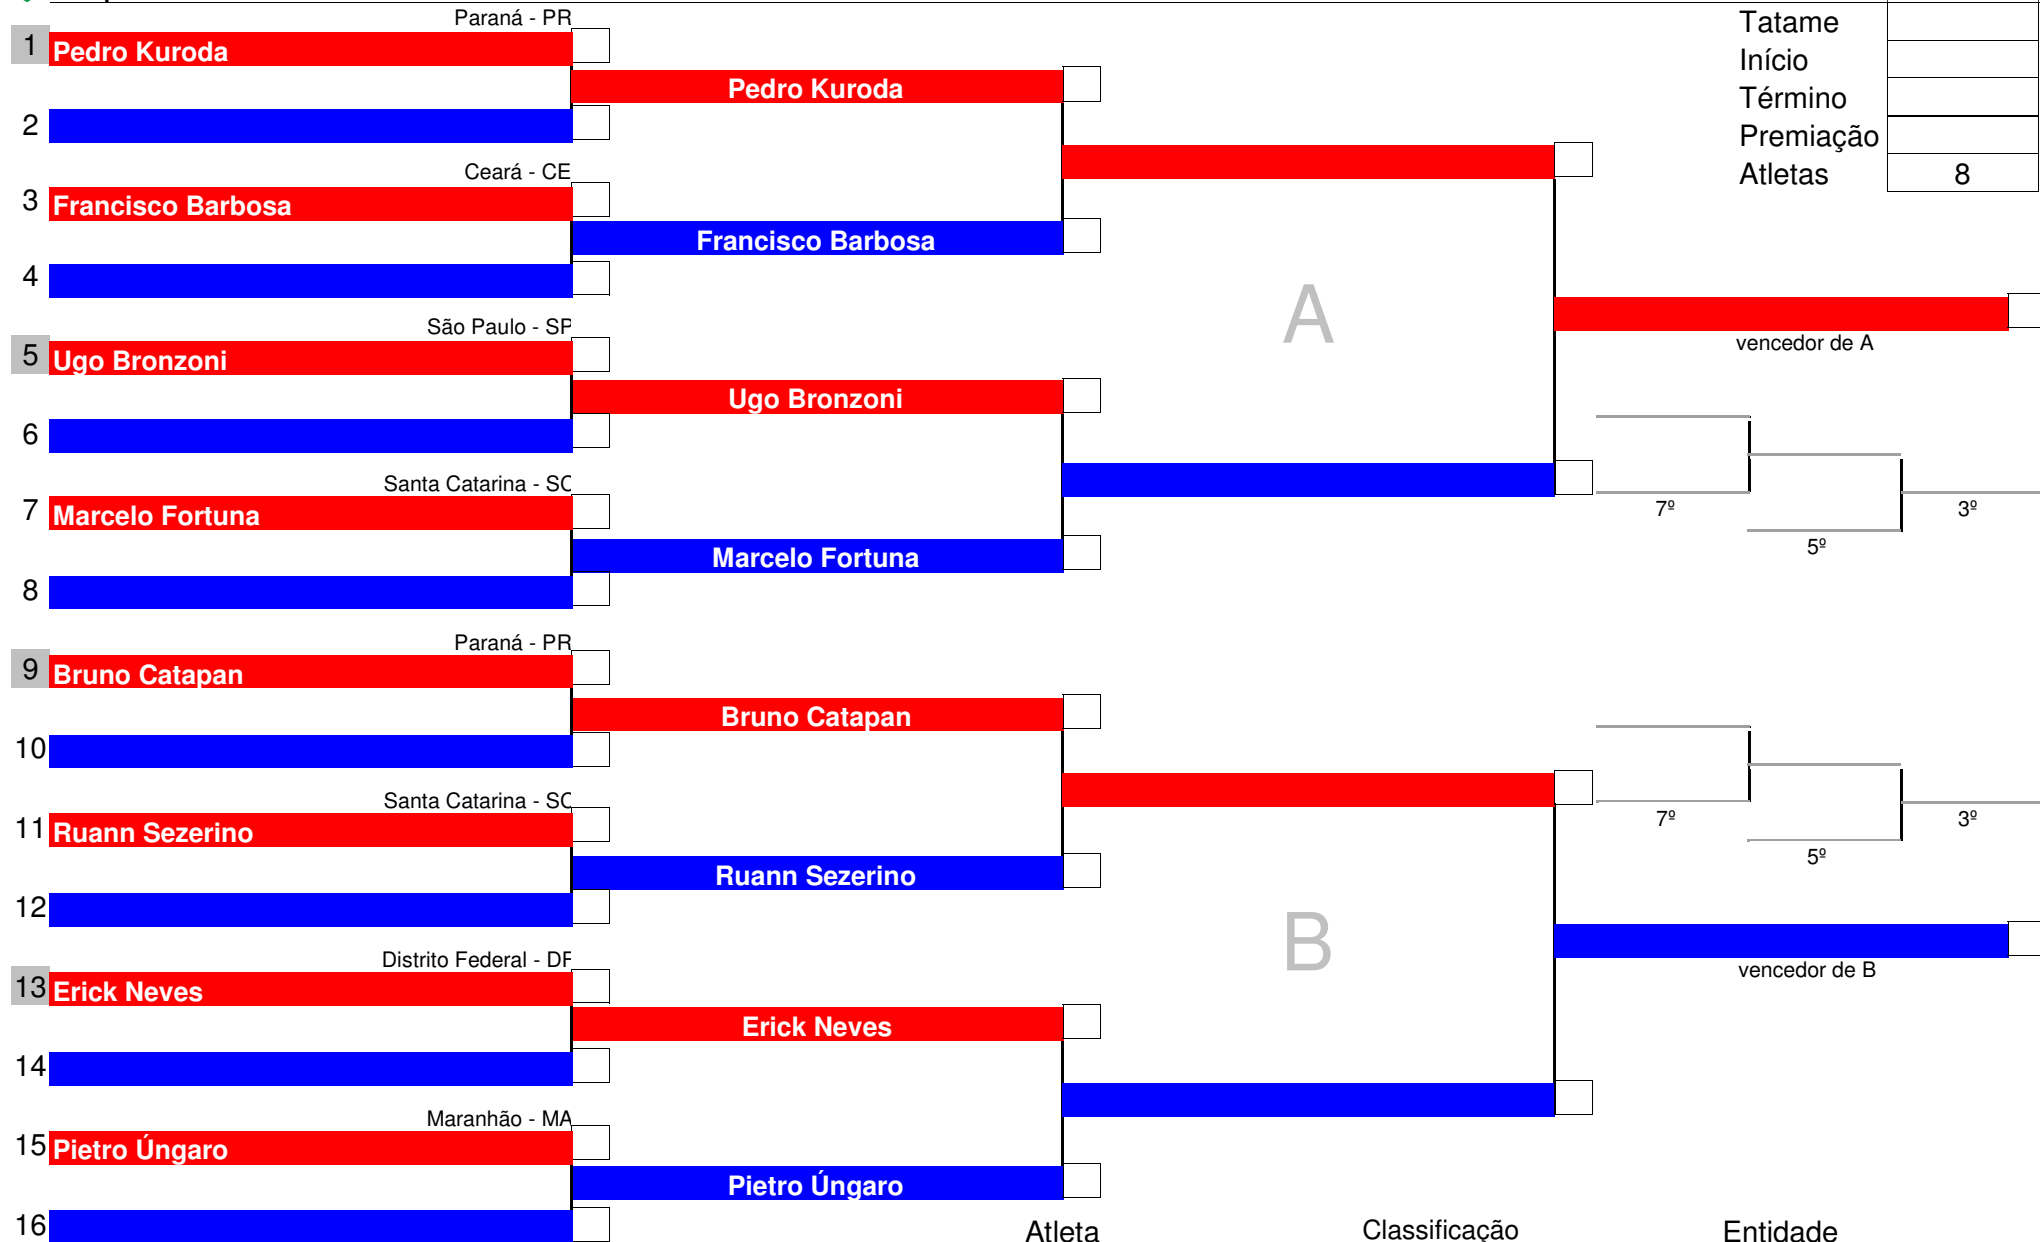 Paraná - PR
Tatame
1 Pedro Kuroda
Início
Pedro Kuroda
Término
2
Premiação
Ceará - CE
Atletas 8
3 Francisco Barbosa
Francisco Barbosa
4
A
São Paulo - SP
vencedor de A
5 Ugo Bronzoni
Ugo Bronzoni
6
Santa Catarina - SC
7 Marcelo Fortuna
7º 3º
5º
Marcelo Fortuna
8
Paraná - PR
9 Bruno Catapan
Bruno Catapan
10
Santa Catarina - SC
11 Ruann Sezerino
7º 3º
5º
Ruann Sezerino
12
B
Distrito Federal - DF
vencedor de B
13 Erick Neves
Erick Neves
14
Maranhão - MA
15 Pietro Úngaro
Pietro Úngaro
16
Atleta Classificação Entidade